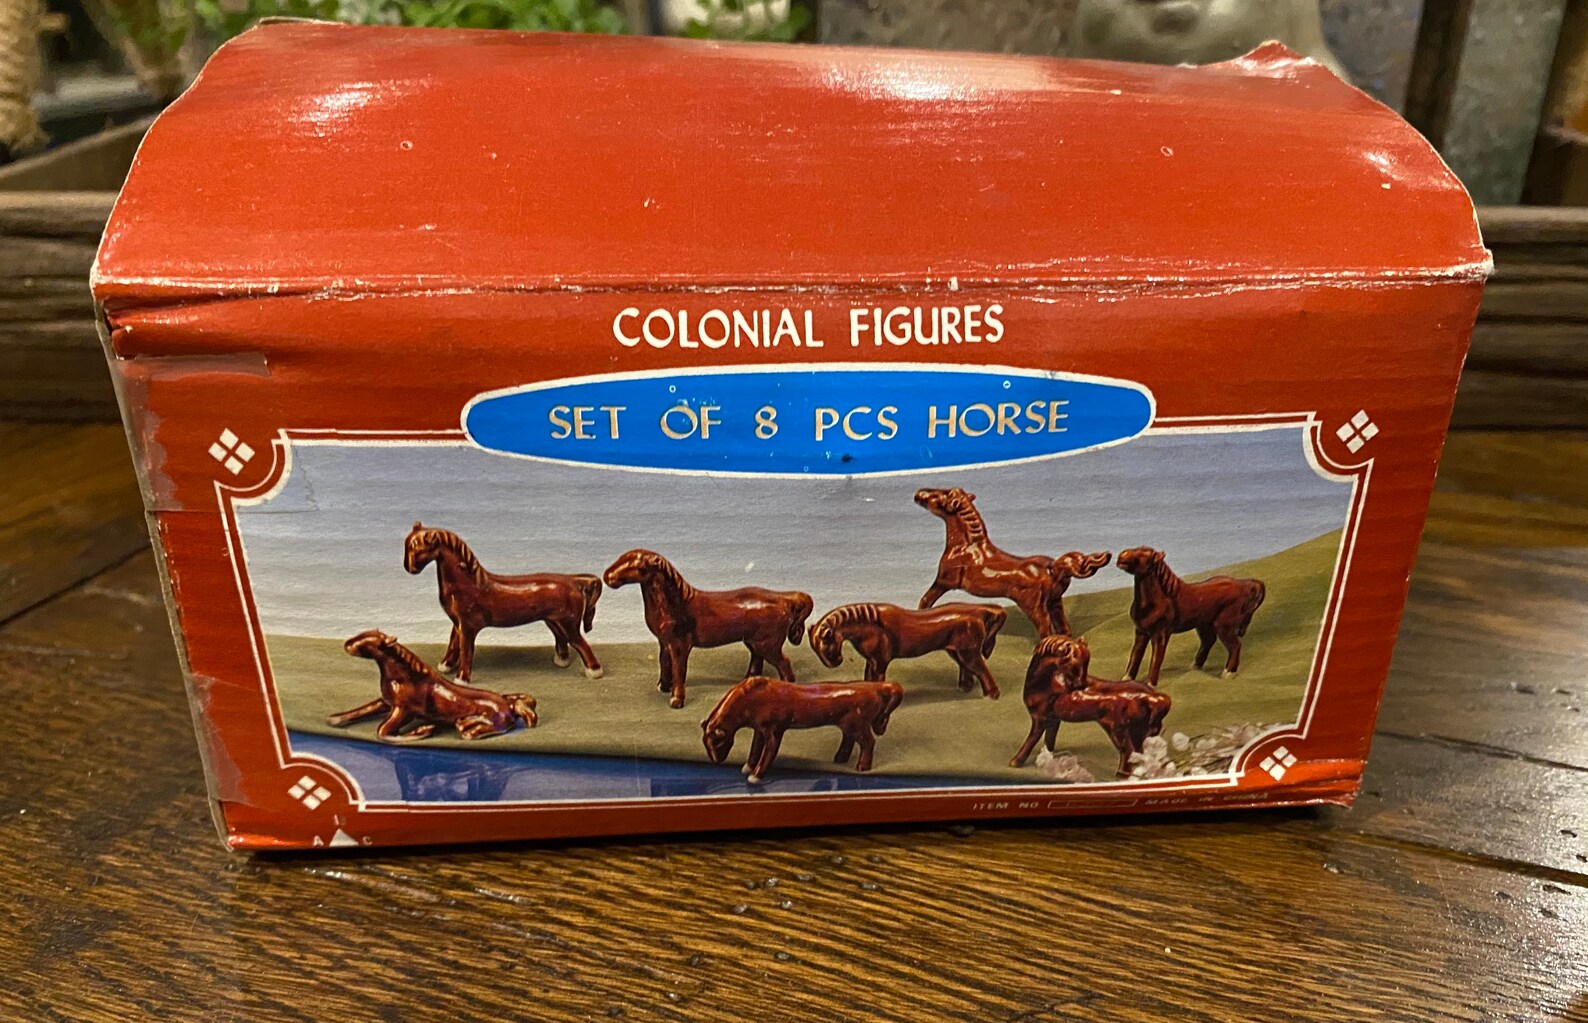 COLONIAL FIGURES
SET OF 8 PCS HORSE
ITEM NO MADE IN CHINA
A C